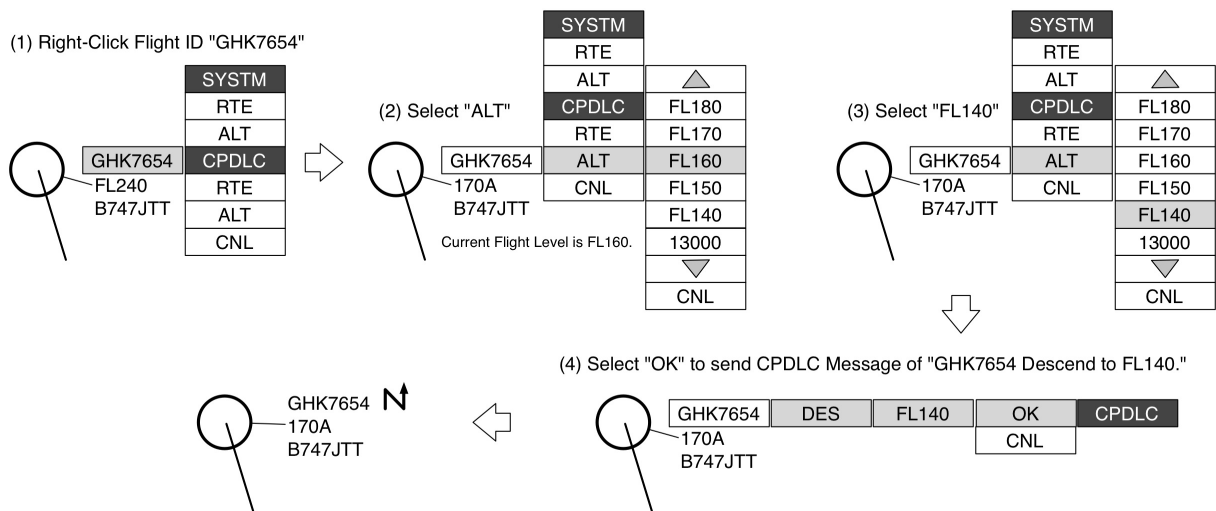 (1) Right-Click Flight ID "GHK7654"
SYSTM
RTE
ALT
GHK7654
CPDLC
FL240
RTE
B747JTT
ALT
CNL
(2) Select "ALT"
SYSTM
RTE
ALT
CPDLC
FL180
RTE
FL170
GHK7654
ALT
FL160
170A
CNL
FL150
B747JTT
FL140
Current Flight Level is FL160.
13000
CNL
(3) Select "FL140"
SYSTM
RTE
ALT
CPDLC
FL180
RTE
FL170
GHK7654
ALT
FL160
170A
CNL
FL150
B747JTT
FL140
13000
CNL
(4) Select "OK" to send CPDLC Message of "GHK7654 Descend to FL140."
GHK7654
DES
FL140
OK
CPDLC
170A
CNL
B747JTT
GHK7654 N
170A
B747JTT